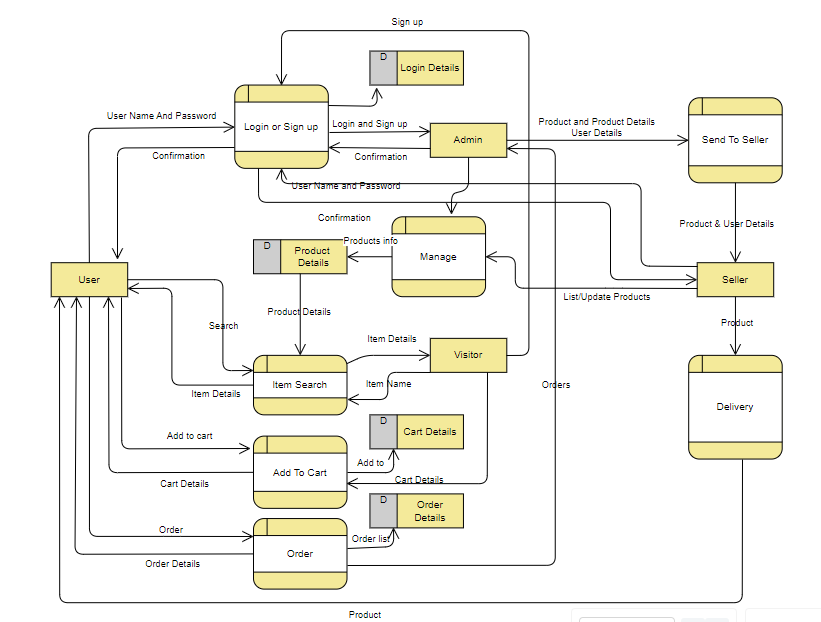 Sign up
D
Login Details
User Name And Password
Login or Sign up
Login and Sign up
Admin
Product and Product Details
User Details
Send To Seller
Confirmation
Confirmation
User Name and Password
Confirmation
Product & User Details
D
Product
Details
Products info
Manage
User
Seller
List/Update Products
Product Details
Search
Product
Item Details
Visitor
Item Search
Item Name
Item Details
Orders
Delivery
D
Cart Details
Add to cart
Add To Cart
Add to
Cart Details
Cart Details
D
Order
Details
Order
Order list
Order
Order Details
Product